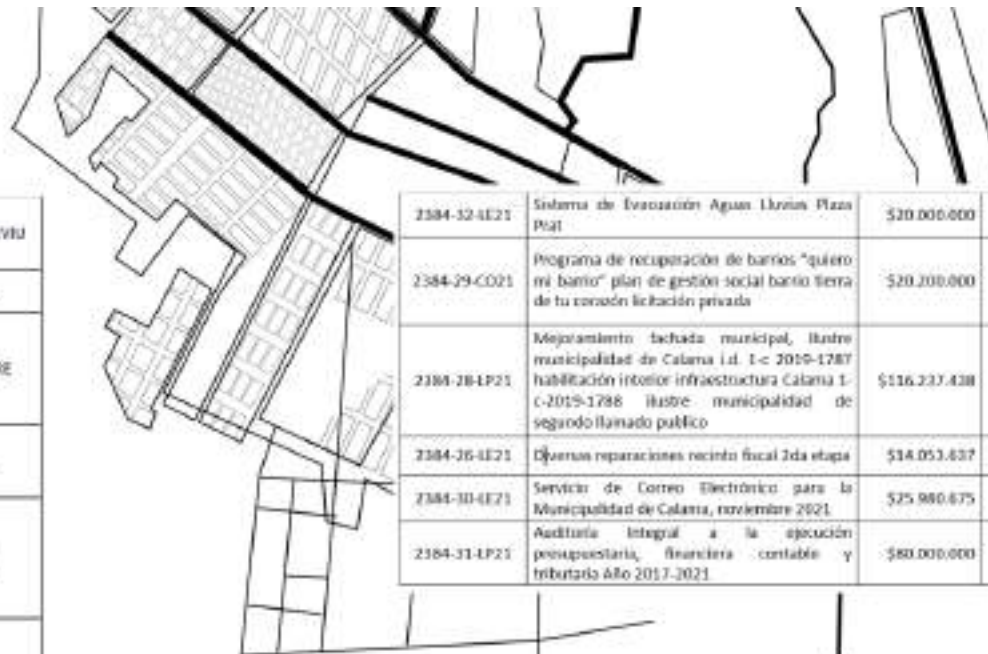 VIU
E
2384-32-LE21
Sistema de Evacuación Aguas Lluvias Plaza
Prat
$20.000.000
2384-29-CO21
Programa de recuperación de barrios "quiero
mi barrio" plan de gestión social barrio tierra
de tu corazón licitación privada
$20.200.000
2384-28-LP21
Mejoramiento fachada municipal, ilustre
municipalidad de Calama i.d. 1-c 2019-1787
habilitación interior infraestructura Calama 1-
c-2019-1788 ilustre municipalidad de
segundo llamado publico
$116.237.438
2384-26-LE21
Diversas reparaciones recinto fiscal 2da etapa
$14.053.637
2384-30-LE21
Servicio de Correo Electrónico para la
Municipalidad de Calama, noviembre 2021
$25.980.675
2384-31-LP21
Auditoría Integral a la ejecución
presupuestaria, financiera contable y
tributaria Año 2017-2021
$80.000.000